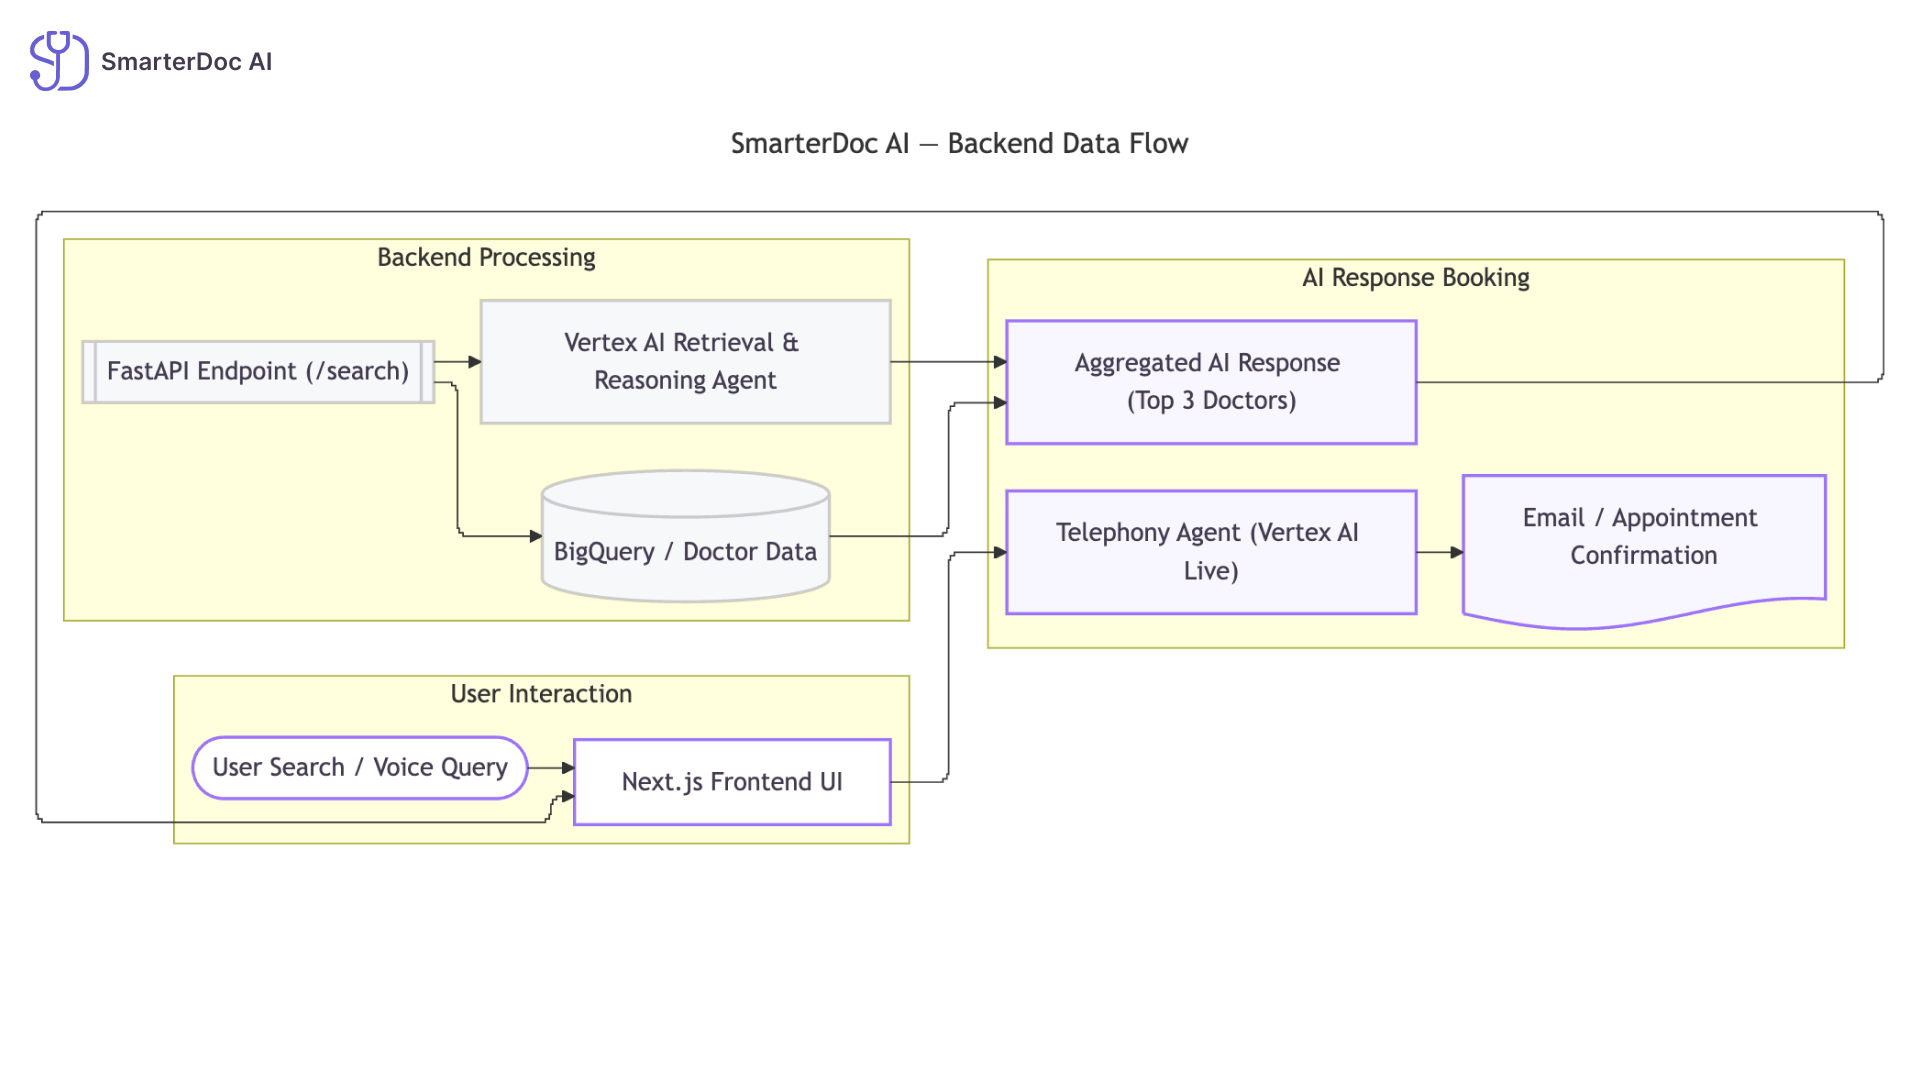 SmarterDoc AI
SmarterDoc AI — Backend Data Flow
Backend Processing
FastAPI Endpoint (/search)
Vertex AI Retrieval &
Reasoning Agent
BigQuery / Doctor Data
AI Response Booking
Aggregated AI Response
(Top 3 Doctors)
Telephony Agent (Vertex AI
Live)
Email / Appointment
Confirmation
User Interaction
User Search / Voice Query
Next.js Frontend UI